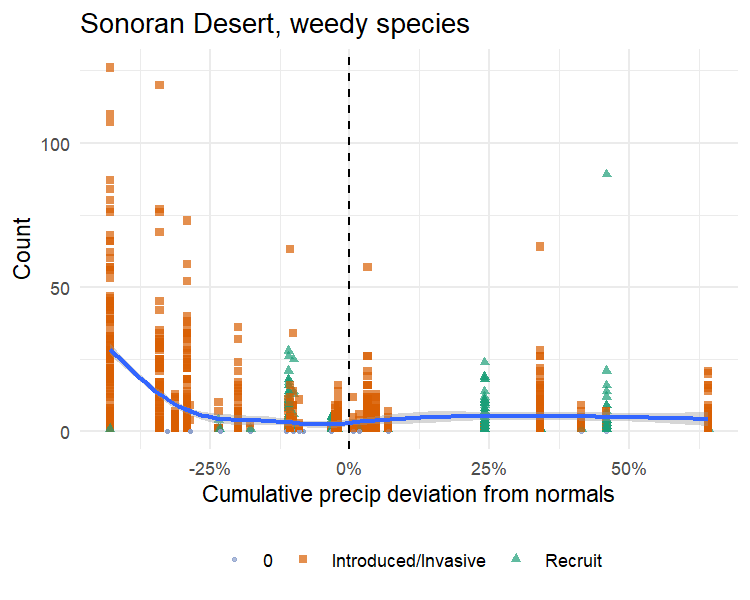 Sonoran Desert, weedy species
Count
100
50
0
-25% 0% 25% 50%
Cumulative precip deviation from normals
0 Introduced/Invasive Recruit